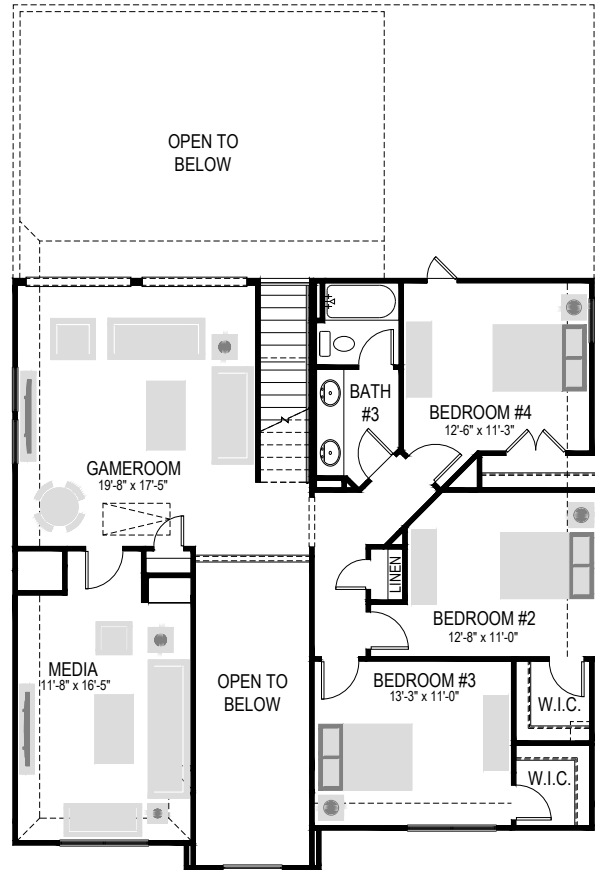 OPEN TO
BELOW
BATH
#3
BEDROOM #4
12'-6" x 11'-3"
GAMEROOM
19'-8" x 17'-5"
LINEN
BEDROOM #2
12'-8" x 11'-0"
MEDIA
11'-8" x 16'-5"
OPEN TO
BELOW
BEDROOM #3
13'-3" x 11'-0"
W.I.C.
W.I.C.